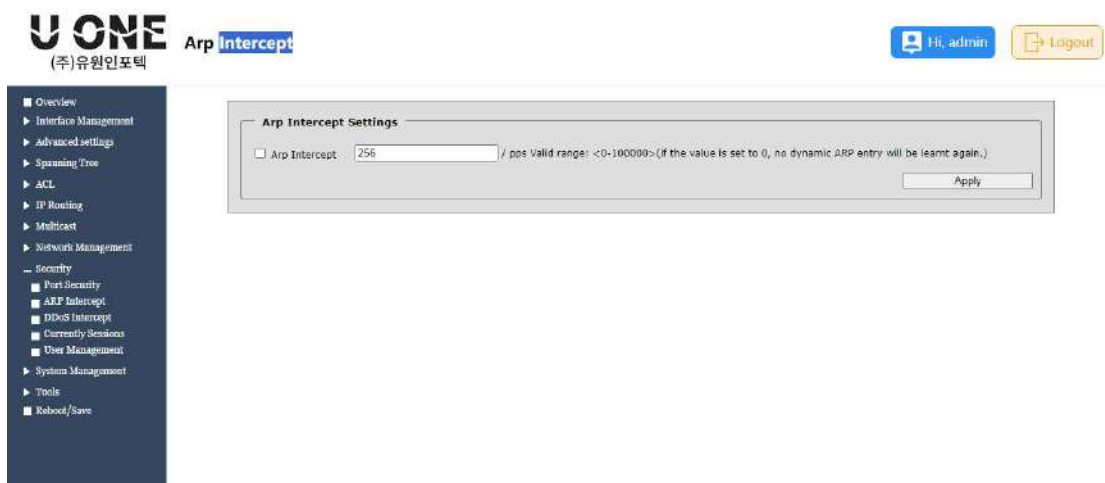 U ONE
(주)유원인포텍
Arp Intercept
Hi, admin
Logout
Overview
Interface Management
Advanced settings
Spanning Tree
ACL
IP Routing
Multicast
Network Management
Security
Port Security
ARP Intercept
DDoS Intercept
Currently Sessions
User Management
System Management
Tools
Reboot/Save
Arp Intercept Settings
Arp Intercept 256 / pps Valid range: <0-100000>(if the value is set to 0, no dynamic ARP entry will be learnt again.)
Apply